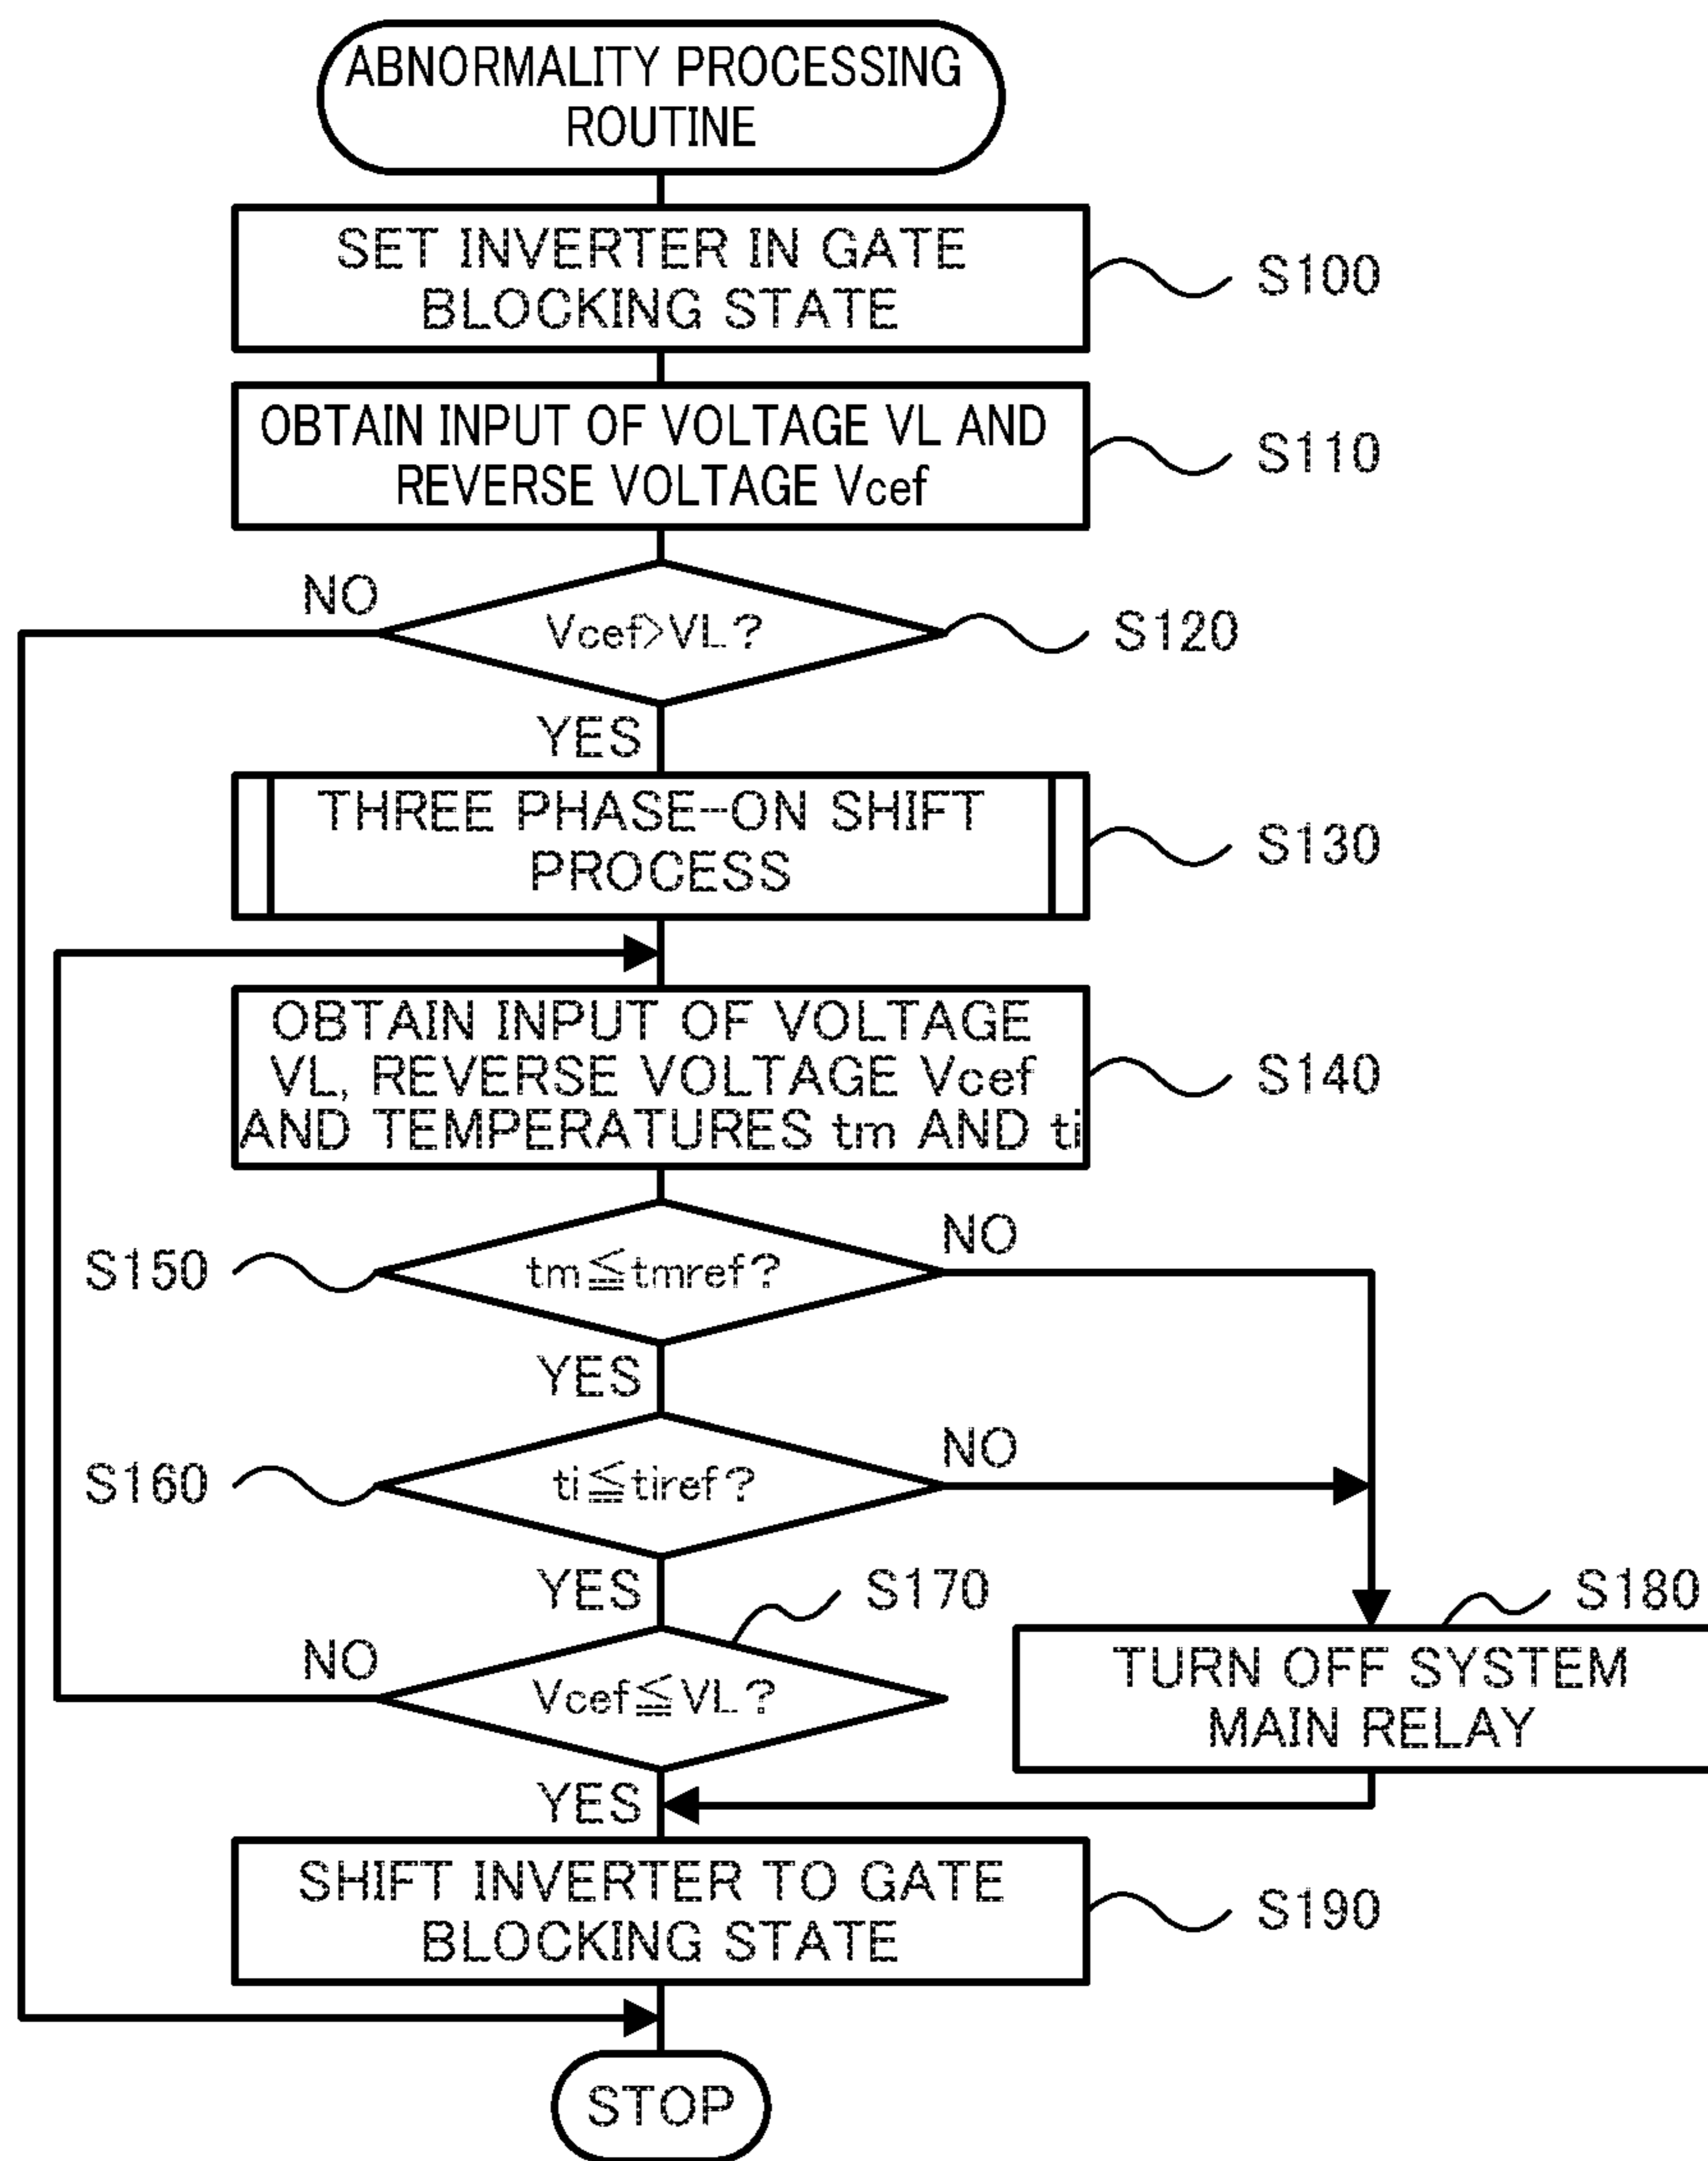 ABNORMALITY PROCESSING
ROUTINE
SET INVERTER IN GATE
BLOCKING STATE
S100
OBTAIN INPUT OF VOLTAGE VL AND
REVERSE VOLTAGE Vcef
S110
NO
Vcef>VL?
S120
YES
THREE PHASE-ON SHIFT
PROCESS
S130
OBTAIN INPUT OF VOLTAGE
VL, REVERSE VOLTAGE Vcef
AND TEMPERATURES tm AND ti
S140
S150
tm≦tmref?
NO
YES
S160
ti≦tiref?
NO
YES
S170
S180
NO
Vcef≦VL?
TURN OFF SYSTEM
MAIN RELAY
YES
SHIFT INVERTER TO GATE
BLOCKING STATE
S190
STOP